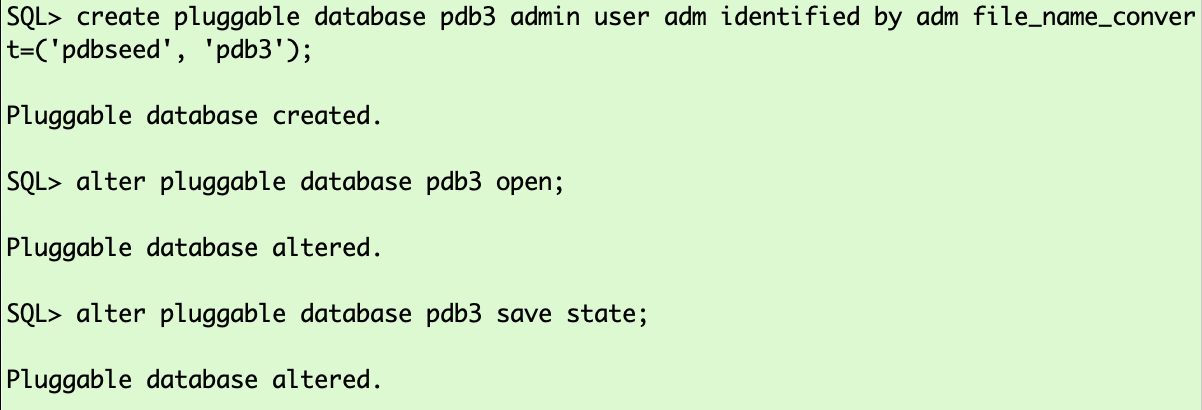 SQL> create pluggable database pdb3 admin user adm identified by adm file_name_conver
t=('pdbseed', 'pdb3');
Pluggable database created.
SQL> alter pluggable database pdb3 open;
Pluggable database altered.
SQL> alter pluggable database pdb3 save state;
Pluggable database altered.